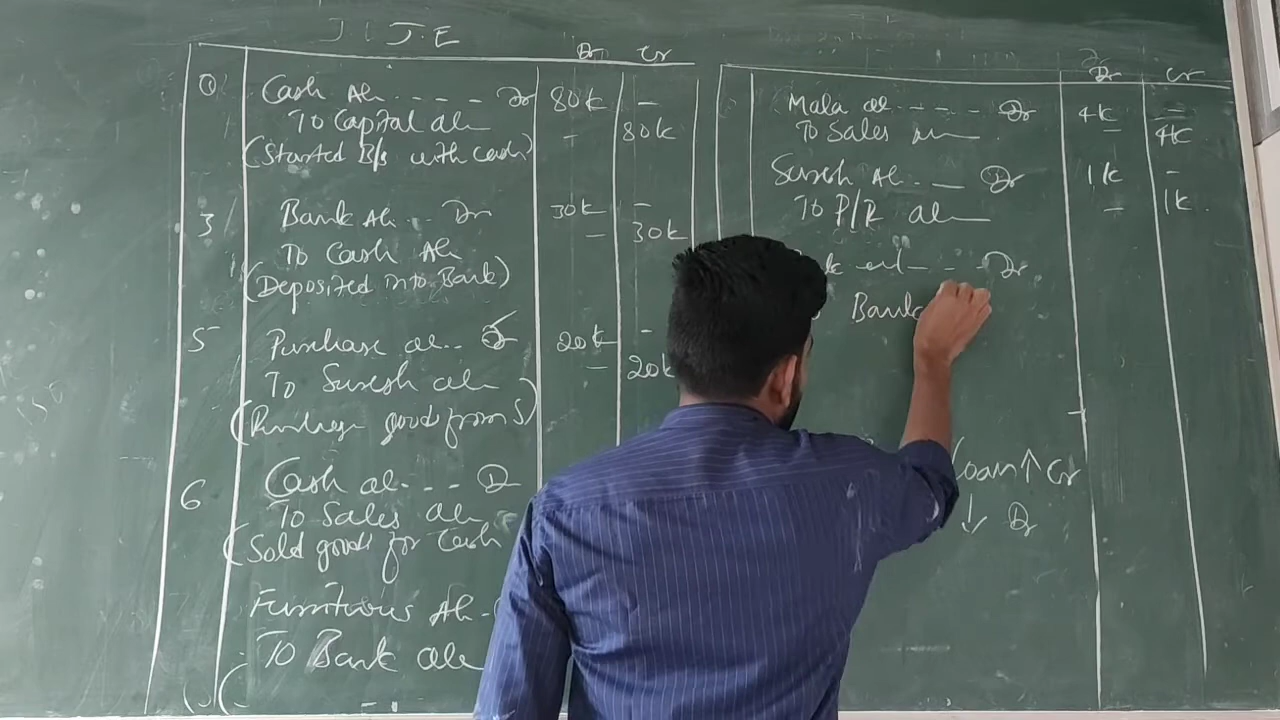 J.E
Dr Cr
1 Cash A/c .... Dr 80k -
To Capital a/c - 80k
(Started B/s with cash)
3 Bank A/c ... Dr 30k -
To Cash A/c - 30k
(Deposited into Bank)
5 Purchase a/c .. Dr 20k -
To Suresh a/c - 20k
(Purchase goods from S)
6 Cash a/c ... D
To Sales a/c
(Sold goods for Cash
Furnitures A/c
To Bank a/c
Dr Cr
Mala a/c .... Dr 4k -
To Sales a/c - 4k
Suresh A/c .. Dr 1k -
To P/R a/c - 1k
a/c - - - Dr
Bank
loan ↑ Cr
↓ Dr